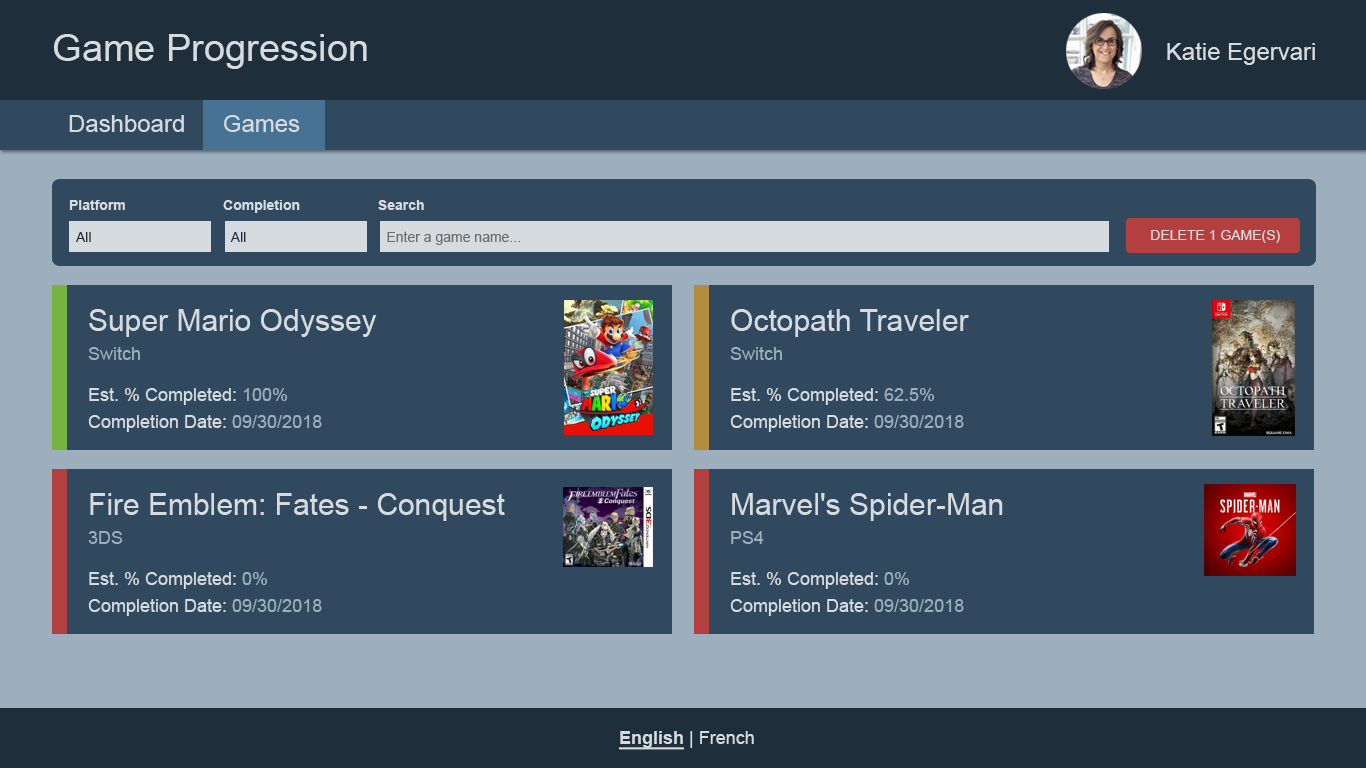 Game Progression
Katie Egervari
Dashboard
Games
Platform
Completion
Search
All
All
Enter a game name...
DELETE 1 GAME(S)
Super Mario Odyssey
Switch
Est. % Completed: 100%
Completion Date: 09/30/2018
SUPER
MARIO
ODYSSEY
Octopath Traveler
Switch
Est. % Completed: 62.5%
Completion Date: 09/30/2018
OCTOPATH
TRAVELER
T
SQUARE ENIX
Fire Emblem: Fates - Conquest
3DS
Est. % Completed: 0%
Completion Date: 09/30/2018
FIRE EMBLEM Fates
Conquest
T
Marvel's Spider-Man
PS4
Est. % Completed: 0%
Completion Date: 09/30/2018
MARVEL
SPIDER-MAN
English | French